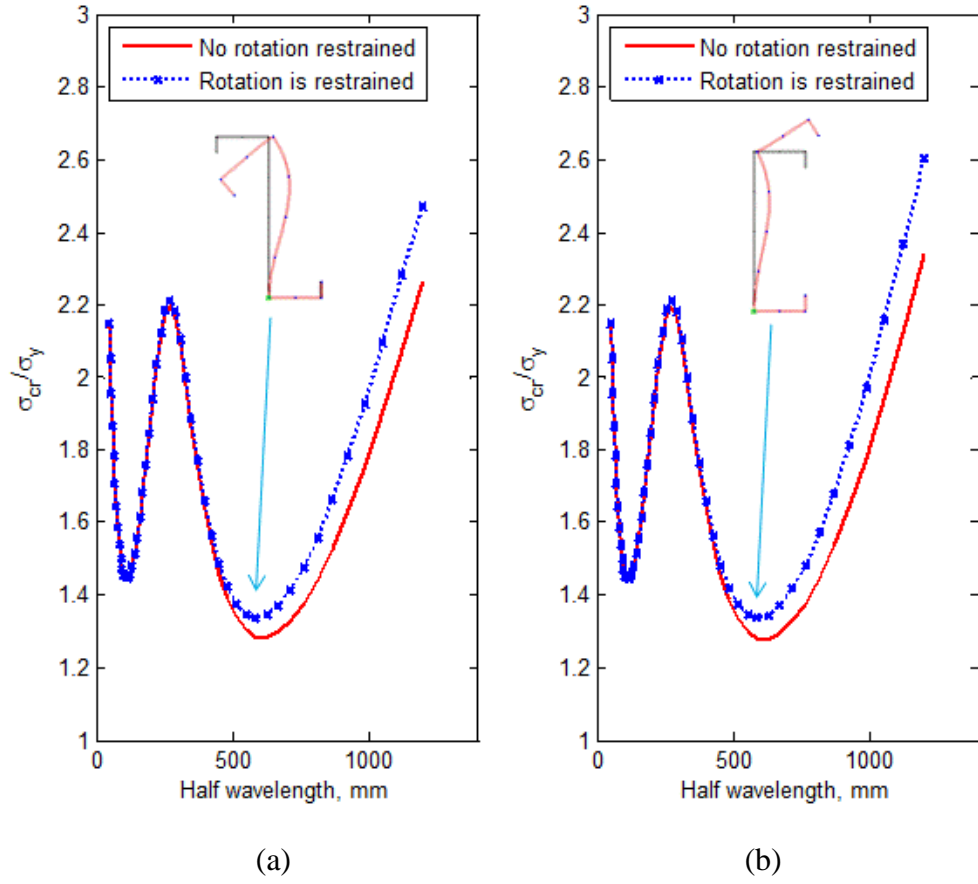 3
2.8
2.6
2.4
2.2
2
1.8
1.6
1.4
1.2
1
σcr/σy
No rotation restrained
Rotation is restrained
0
500
1000
Half wavelength, mm
(a)
3
2.8
2.6
2.4
2.2
2
1.8
1.6
1.4
1.2
1
σcr/σy
No rotation restrained
Rotation is restrained
0
500
1000
Half wavelength, mm
(b)